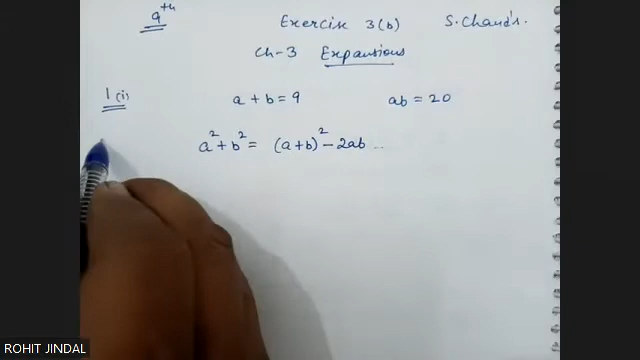 9th Exercise 3(b) S.Chand's.
Ch-3 Expansions
1(i) a + b = 9 ab = 20
a² + b² = (a+b)² - 2ab ..
ROHIT JINDAL